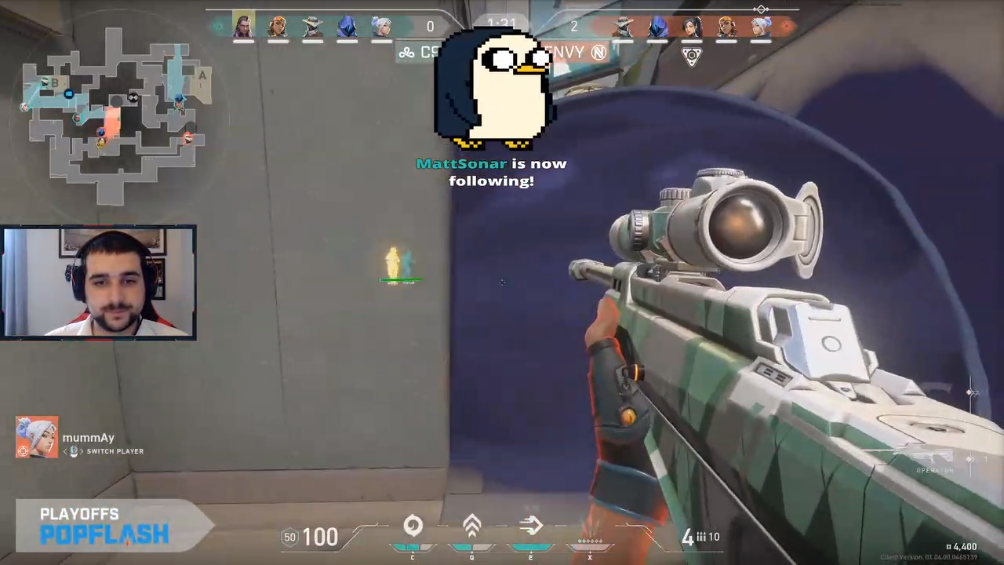 0
1:21
2
C9
ENVY
MattSonar is now
following!
A
B
mummAy
SWITCH PLAYER
PLAYOFFS
POPFLASH
50
100
C
Q
E
X
4
10
OPERATOR
4,400